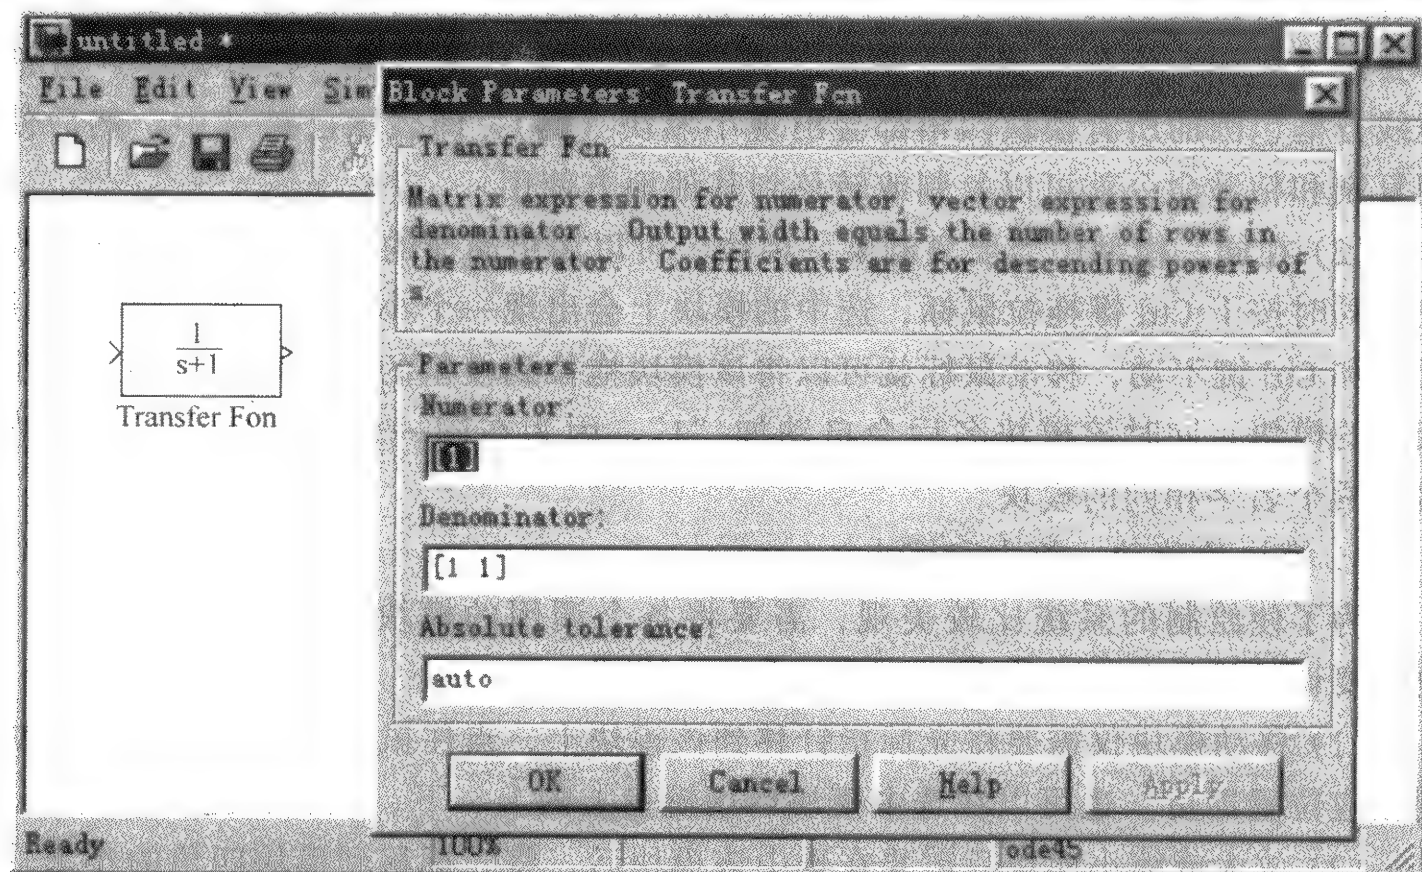 untitled *
File Edit View Sim
Block Parameters: Transfer Fcn
Transfer Fcn
Matrix expression for numerator, vector expression for
denominator. Output width equals the number of rows in
the numerator. Coefficients are for descending powers of
s.
1
s+1
Transfer Fon
Parameters
Numerator:
[1]
Denominator:
[1 1]
Absolute tolerance:
auto
OK Cancel Help Apply
Ready 100% ode45